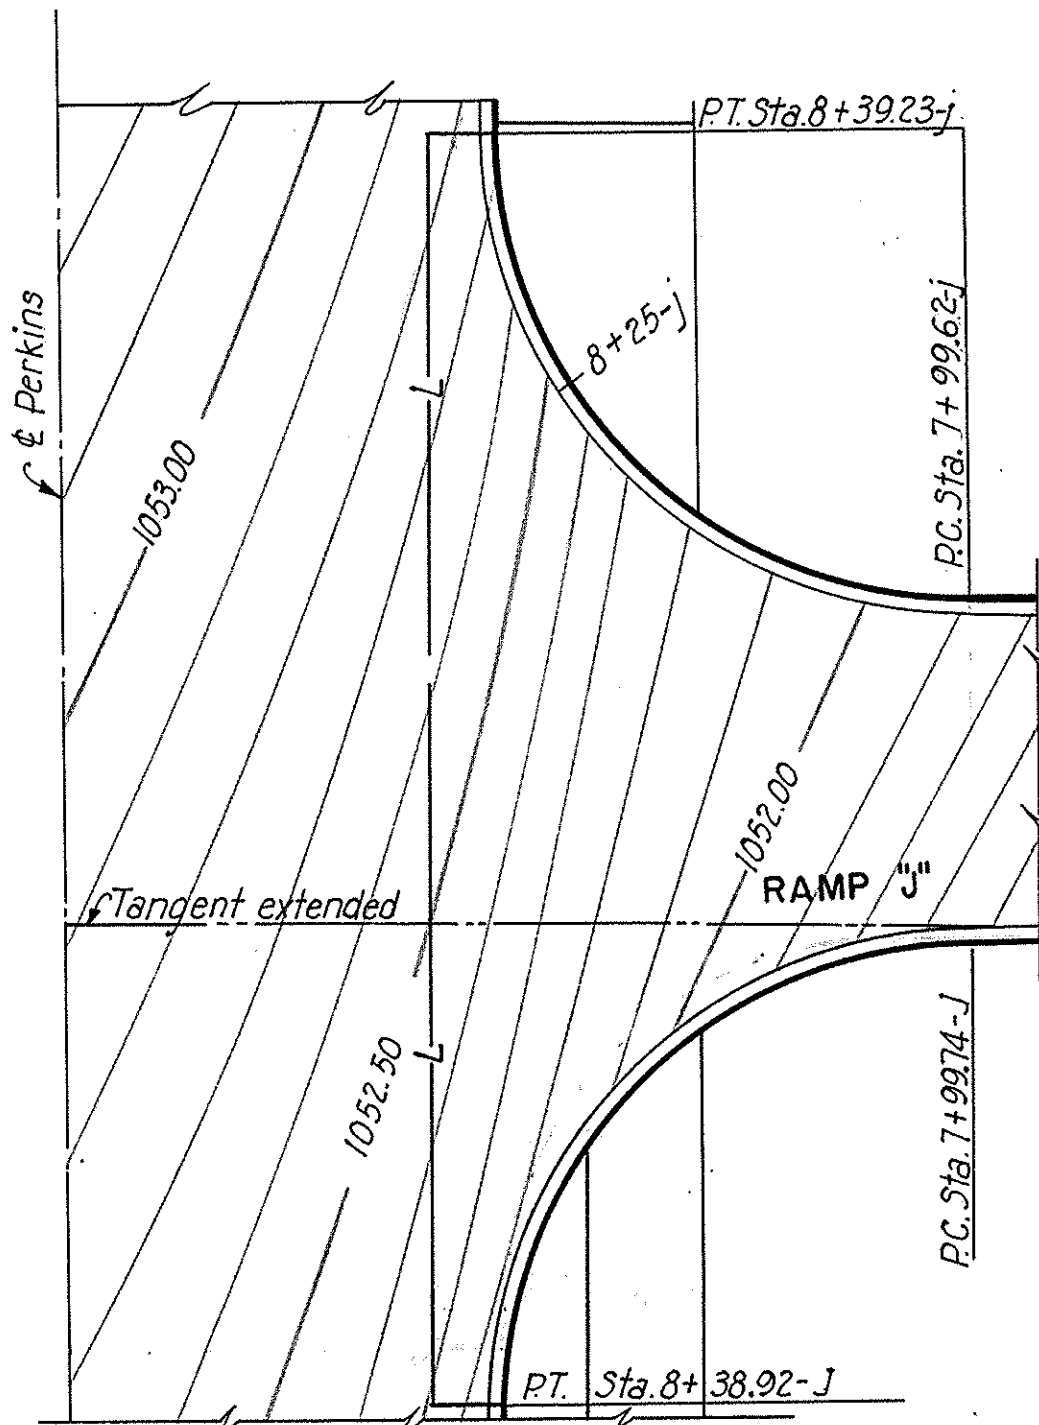 P.T. Sta. 8+39.23-j
℄ Perkins
8+25-j
P.C. Sta. 7+99.62-j
L
1053.00
1052.00
RAMP "J"
Tangent extended
1052.50
L
P.C. Sta. 7+99.74-J
P.T. Sta. 8+38.92-J